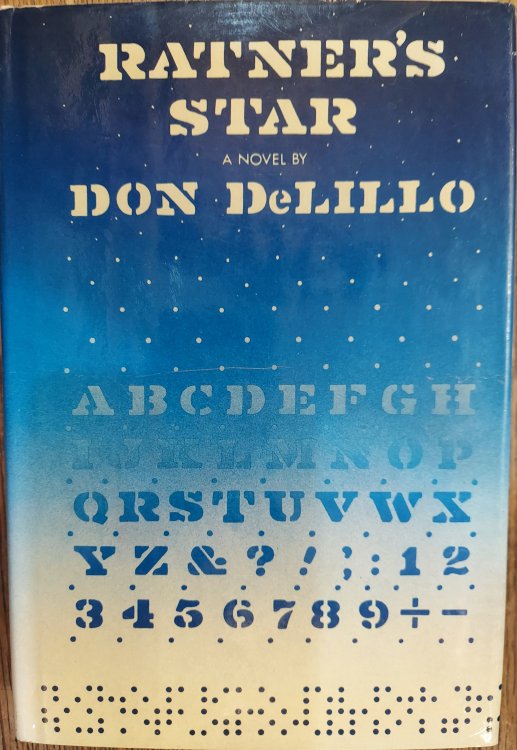 RATNER'S
STAR
A NOVEL BY
DON DeLILLO
ABCDEFGH
IJKLMNOP
QRSTUVWX
YZ&?/;:12
3456789÷-